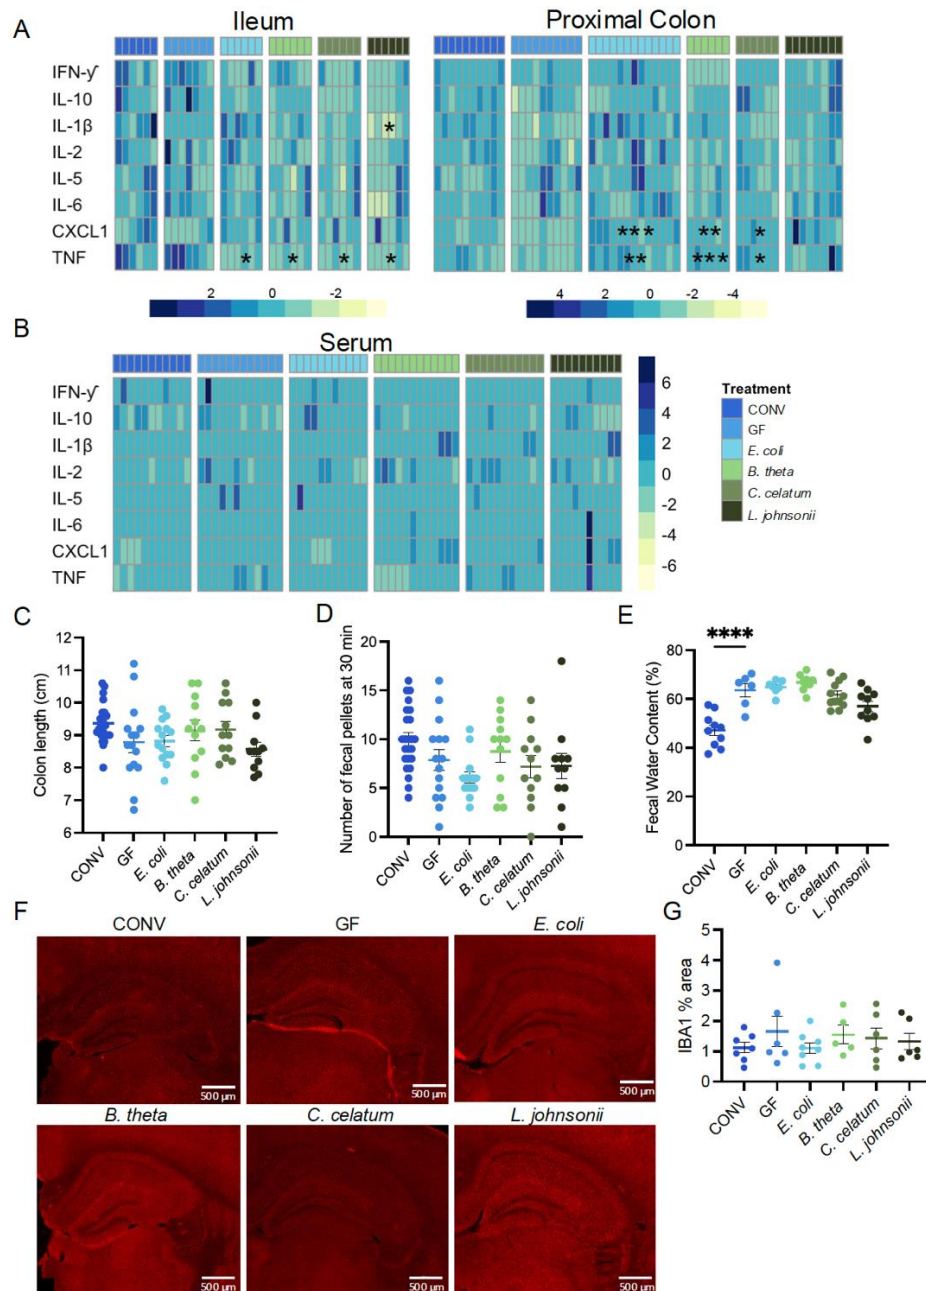 A
Ileum
Proximal Colon
IFN-γ
IL-10
IL-1β
IL-2
IL-5
IL-6
CXCL1
TNF
*
*** ** *
* * * * ** *** *
2 0 -2
4 2 0 -2 -4
B
Serum
IFN-γ
IL-10
IL-1β
IL-2
IL-5
IL-6
CXCL1
TNF
6
4
2
0
-2
-4
-6
Treatment
CONV
GF
E. coli
B. theta
C. celatum
L. johnsonii
C
Colon length (cm)
12
11
10
9
8
7
6
CONV
GF
E. coli
B. theta
C. celatum
L. johnsonii
D
Number of fecal pellets at 30 min
20
15
10
5
0
CONV
GF
E. coli
B. theta
C. celatum
L. johnsonii
E
Fecal Water Content (%)
80
60
40
20
0
****
CONV
GF
E. coli
B. theta
C. celatum
L. johnsonii
F
CONV
GF
E. coli
500 µm
500 µm
500 µm
B. theta
C. celatum
L. johnsonii
500 µm
500 µm
500 µm
G
IBA1 % area
5
4
3
2
1
0
CONV
GF
E. coli
B. theta
C. celatum
L. johnsonii